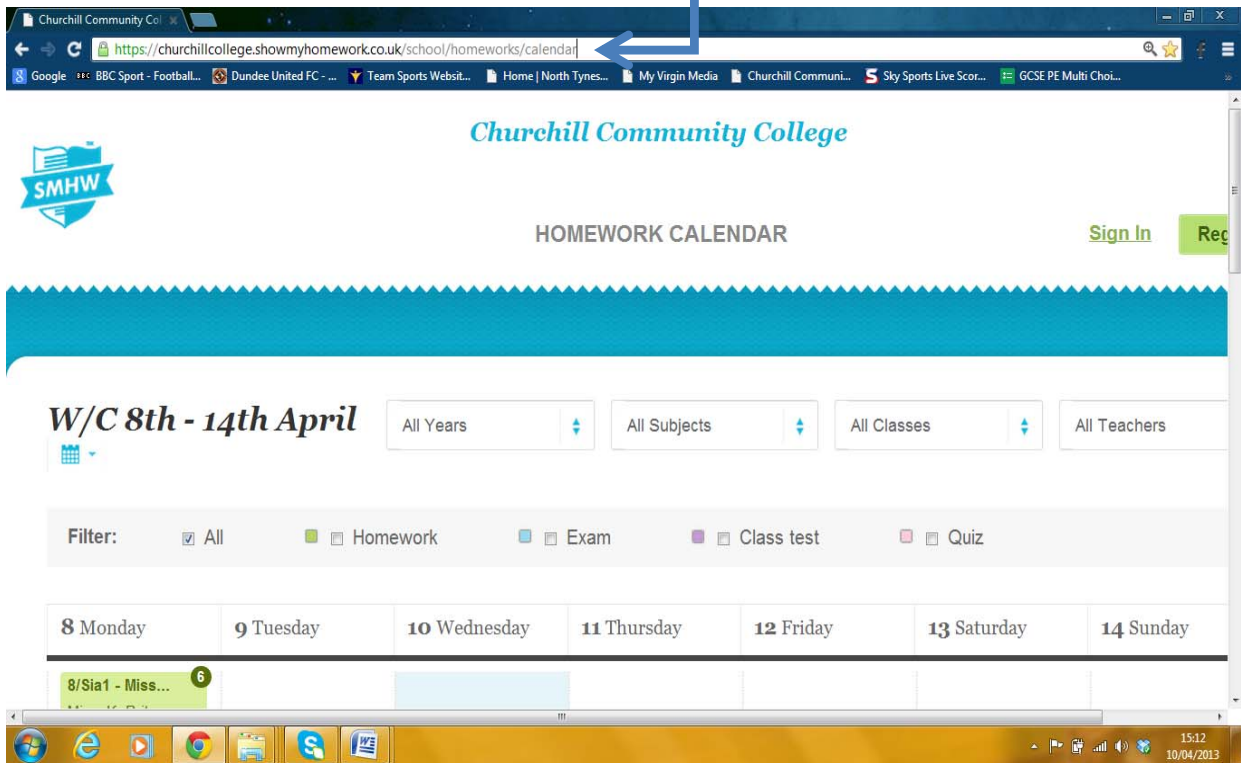 Churchill Community Col
https://churchillcollege.showmyhomework.co.uk/school/homeworks/calendar
Google BBC BBC Sport - Football... Dundee United FC - ... Team Sports Websit... Home | North Tynes... My Virgin Media Churchill Communi... Sky Sports Live Scor... GCSE PE Multi Choi...
Churchill Community College
SMHW
HOMEWORK CALENDAR Sign In Reg
W/C 8th - 14th April All Years All Subjects All Classes All Teachers
Filter: All Homework Exam Class test Quiz
8 Monday 9 Tuesday 10 Wednesday 11 Thursday 12 Friday 13 Saturday 14 Sunday
8/Sia1 - Miss... 6
15:12
10/04/2013